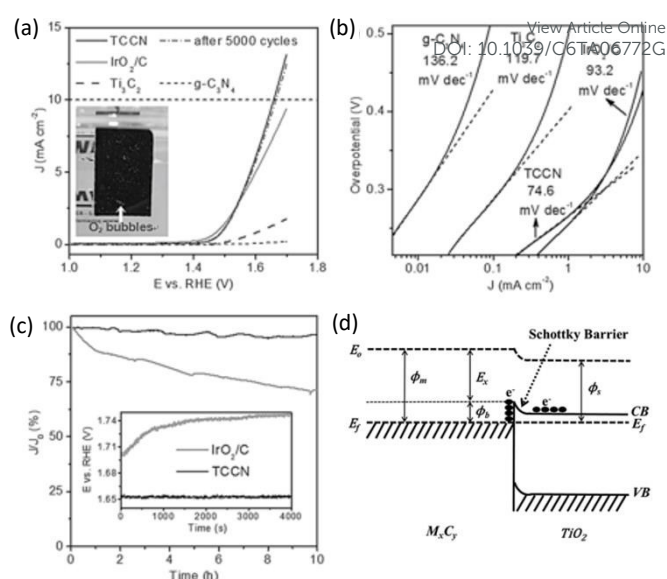 View Article Online
DOI: 10.1039/C6TA06772G
(a)
TCCN
after 5000 cycles
IrO2/C
Ti3C2
g-C3N4
O2 bubbles
J (mA cm-2)
15
10
5
0
1.0 1.2 1.4 1.6 1.8
E vs. RHE (V)
(b)
g-C3N4
136.2
mV dec-1
Ti3C2
119.7
mV dec-1
IrO2/C
93.2
mV dec-1
TCCN
74.6
mV dec-1
Overpotential (V)
0.5
0.4
0.3
0.01 0.1 1 10
J (mA cm-2)
(c)
J/J0 (%)
100
75
50
25
0
E vs. RHE (V)
1.77
1.73
1.69
1.65
IrO2/C
TCCN
0 1000 2000 3000 4000
Time (s)
0 2 4 6 8 10
Time (h)
(d)
Schottky Barrier
Eo
ϕm
Ex
ϕb
e-
e-
ϕs
CB
Ef
Ef
VB
MxCy
TiO2